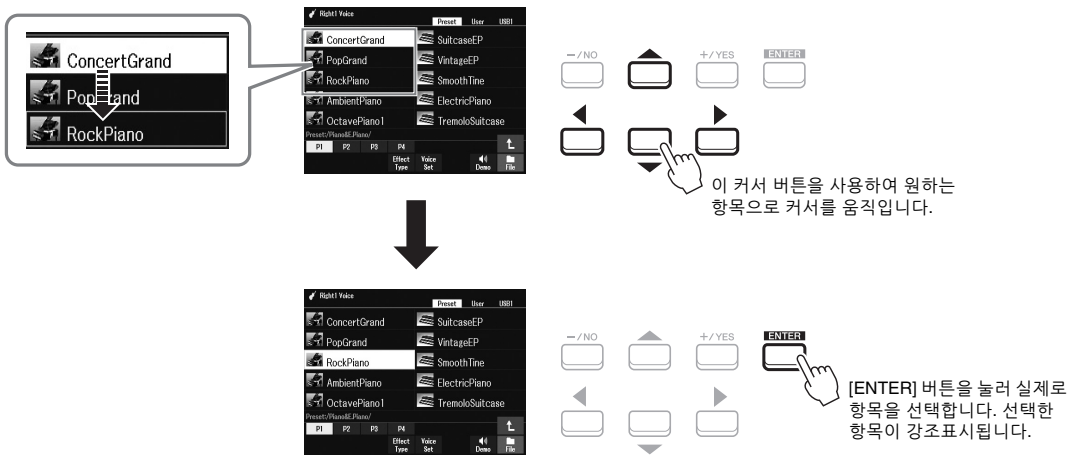 ConcertGrand
Pop Grand
RockPiano
Right1 Voice
Preset User USB1
ConcertGrand SuitcaseEP
PopGrand VintageEP
RockPiano SmoothTine
AmbientPiano ElectricPiano
OctavePiano1 TremoloSuitcase
Preset:/Piano&E.Piano/
P1 P2 P3 P4
Effect Type Voice Set Demo File
−/NO +/YES ENTER
이 커서 버튼을 사용하여 원하는
항목으로 커서를 움직입니다.
Right1 Voice
Preset User USB1
ConcertGrand SuitcaseEP
PopGrand VintageEP
RockPiano SmoothTine
AmbientPiano ElectricPiano
OctavePiano1 TremoloSuitcase
Preset:/Piano&E.Piano/
P1 P2 P3 P4
Effect Type Voice Set Demo File
−/NO +/YES ENTER
[ENTER] 버튼을 눌러 실제로
항목을 선택합니다. 선택한
항목이 강조표시됩니다.